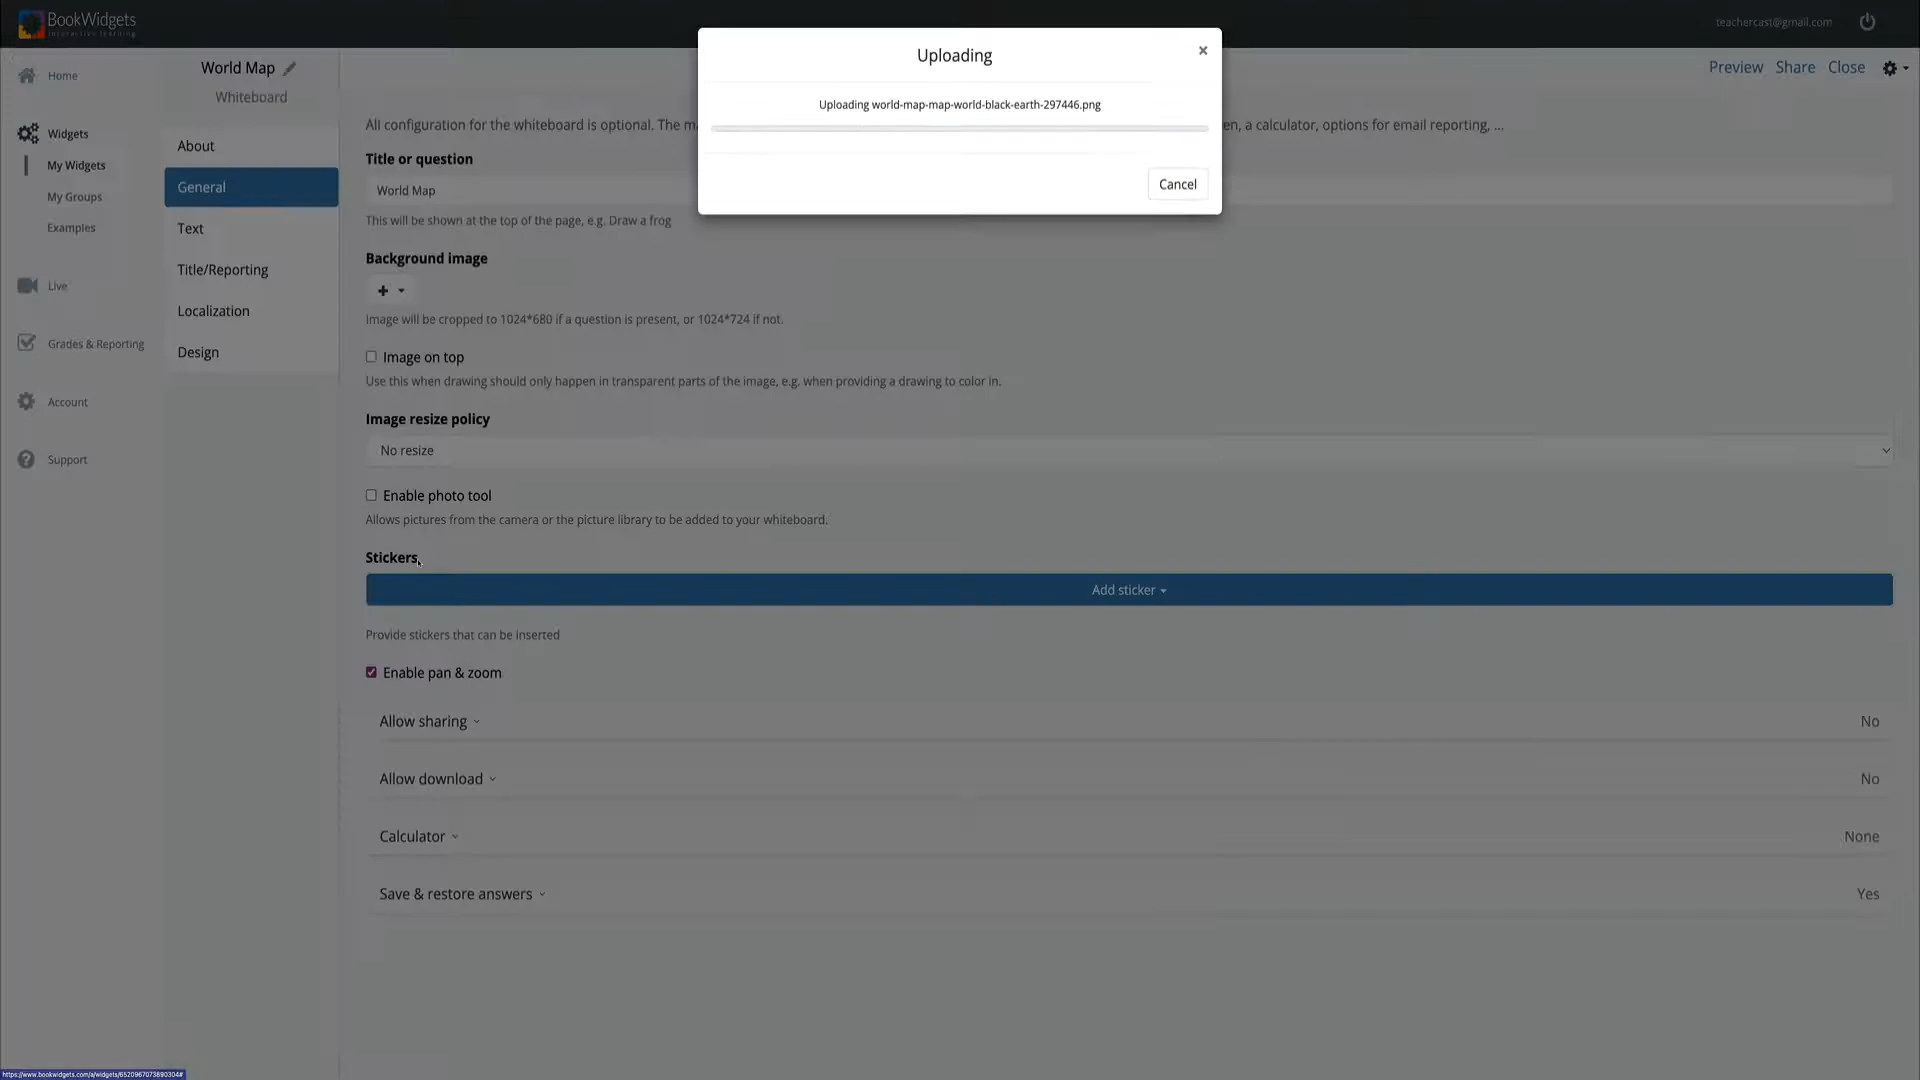 BookWidgets
interactive learning
teachercast@gmail.com
Uploading
×
Uploading world-map-map-world-black-earth-297446.png
Cancel
Home
Widgets
My Widgets
My Groups
Examples
Live
Grades & Reporting
Account
Support
World Map
Whiteboard
About
General
Text
Title/Reporting
Localization
Design
Preview Share Close
All configuration for the whiteboard is optional. The m en, a calculator, options for email reporting, ...
Title or question
World Map
This will be shown at the top of the page, e.g. Draw a frog
Background image
Image will be cropped to 1024*680 if a question is present, or 1024*724 if not.
Image on top
Use this when drawing should only happen in transparent parts of the image, e.g. when providing a drawing to color in.
Image resize policy
No resize
Enable photo tool
Allows pictures from the camera or the picture library to be added to your whiteboard.
Stickers
Add sticker
Provide stickers that can be inserted
Enable pan & zoom
Allow sharing No
Allow download No
Calculator None
Save & restore answers Yes
https://www.bookwidgets.com/a/widgets/6520967073890304#